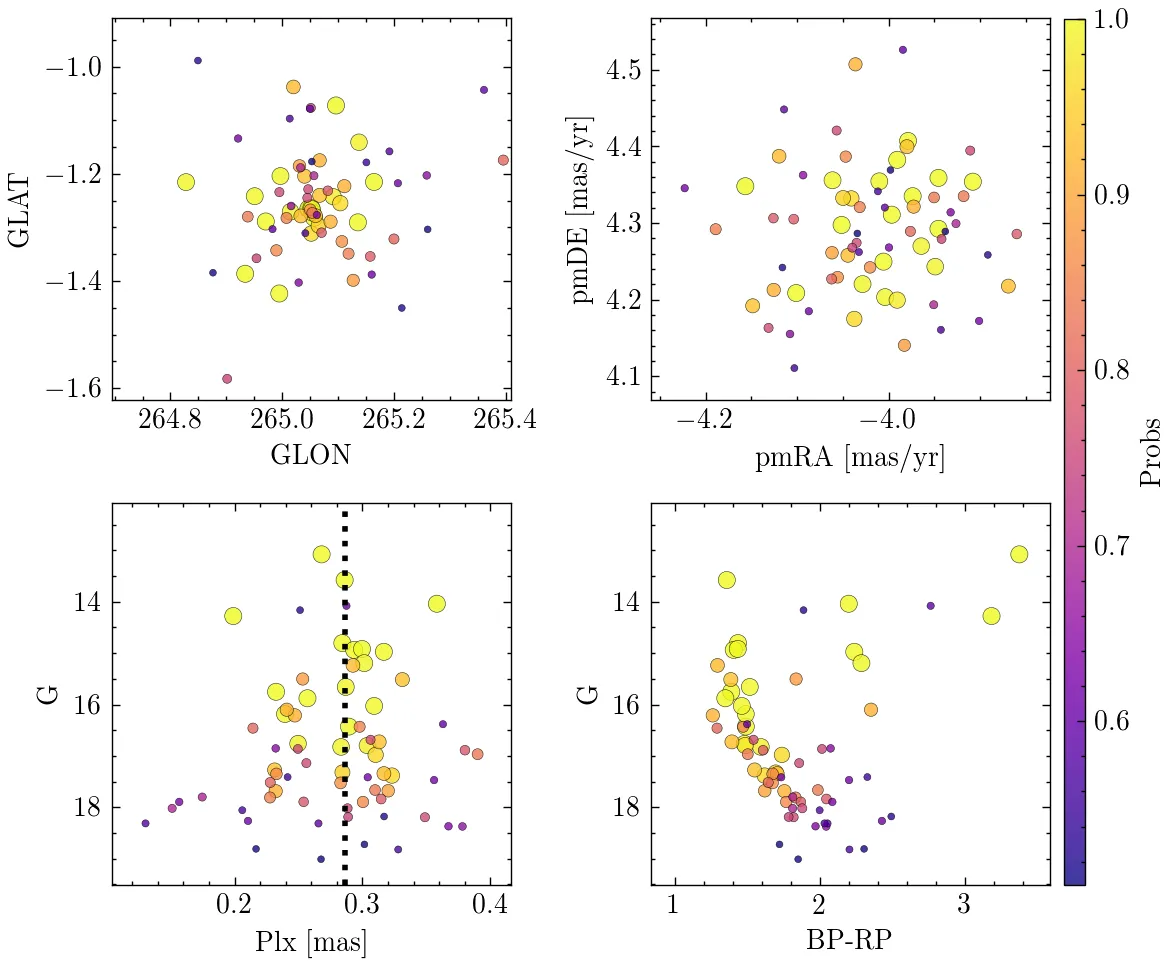 −1.0
−1.2
−1.4
−1.6
GLAT
264.8 265.0 265.2 265.4
GLON
4.5
4.4
4.3
4.2
4.1
pmDE [mas/yr]
−4.2 −4.0
pmRA [mas/yr]
14
16
18
G
0.2 0.3 0.4
Plx [mas]
14
16
18
G
1 2 3
BP-RP
1.0
0.9
0.8
0.7
0.6
Probs